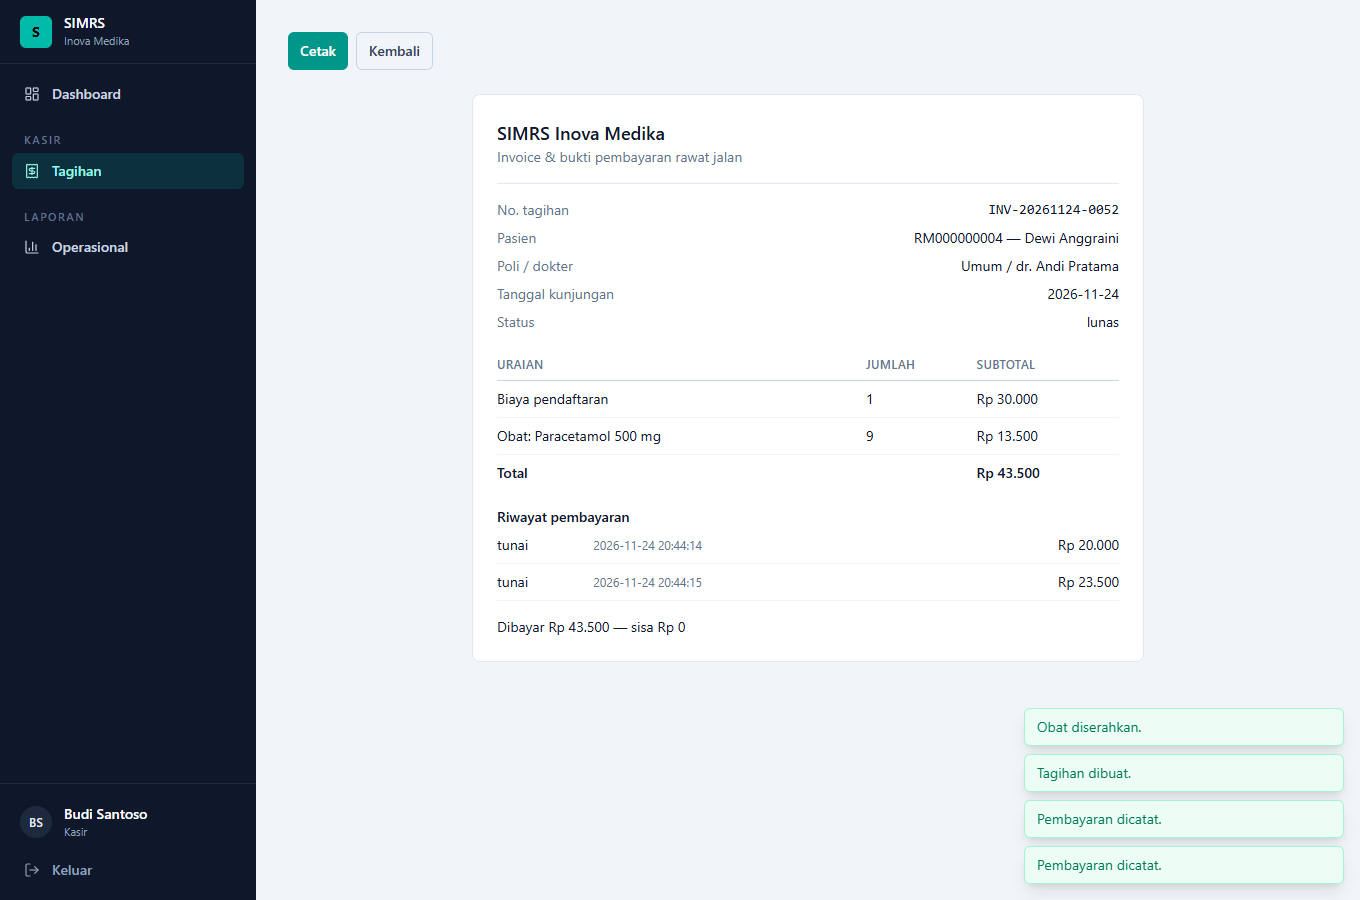 S
SIMRS
Inova Medika
Dashboard
KASIR
Tagihan
LAPORAN
Operasional
BS
Budi Santoso
Kasir
Keluar
Cetak
Kembali
SIMRS Inova Medika
Invoice & bukti pembayaran rawat jalan
No. tagihan INV-20261124-0052
Pasien RM000000004 — Dewi Anggraini
Poli / dokter Umum / dr. Andi Pratama
Tanggal kunjungan 2026-11-24
Status lunas
URAIAN JUMLAH SUBTOTAL
Biaya pendaftaran 1 Rp 30.000
Obat: Paracetamol 500 mg 9 Rp 13.500
Total Rp 43.500
Riwayat pembayaran
tunai 2026-11-24 20:44:14 Rp 20.000
tunai 2026-11-24 20:44:15 Rp 23.500
Dibayar Rp 43.500 — sisa Rp 0
Obat diserahkan.
Tagihan dibuat.
Pembayaran dicatat.
Pembayaran dicatat.